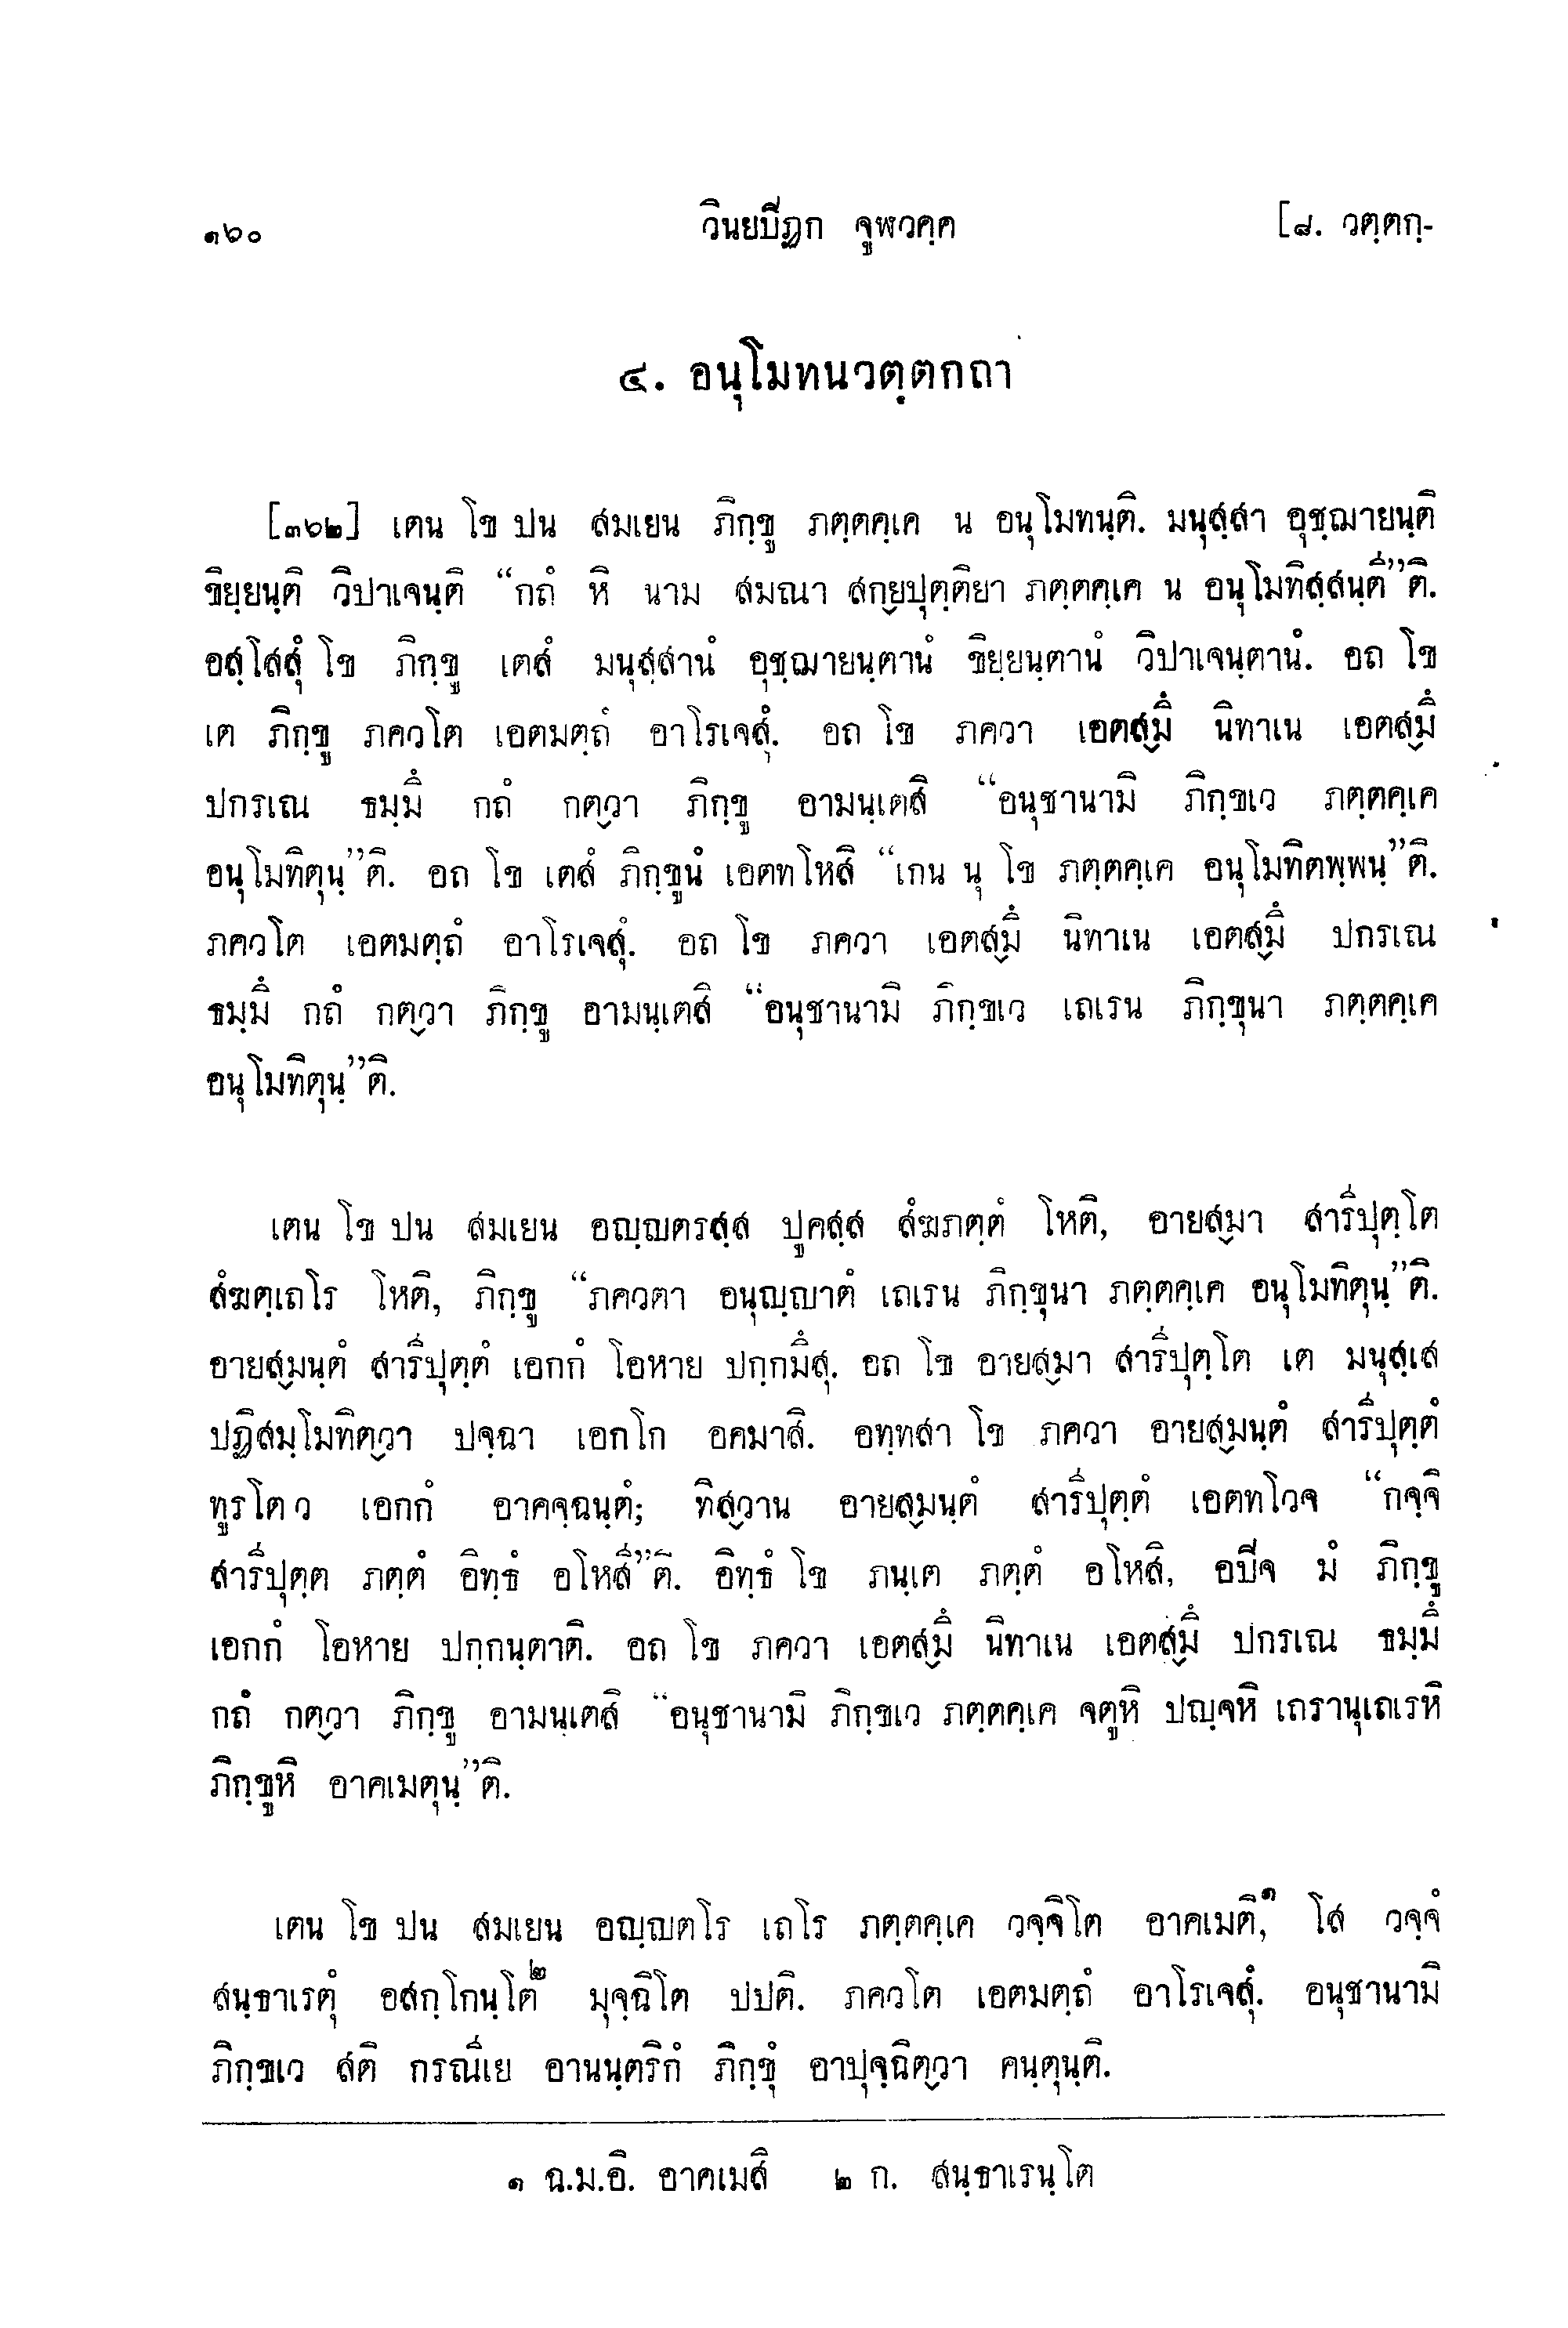 ๑๖๐ วินยปิฏก จูฬวคฺค [๘. วตฺตกฺ-
๔. อนุโมทนวตฺตกถา
[๓๖๒] เตน โข ปน สมเยน ภิกฺขู ภตฺตคฺเค น อนุโมทนฺติ. มนุสฺสา อุชฺฌายนฺติ
ขิยฺยนฺติ วิปาเจนฺติ “กถํ หิ นาม สมณา สกฺยปุตฺติยา ภตฺตคฺเค น อนุโมทิสฺสนฺตี”ติ.
อสฺโสสุํ โข ภิกฺขู เตสํ มนุสฺสานํ อุชฺฌายนฺตานํ ขิยฺยนฺตานํ วิปาเจนฺตานํ. อถ โข
เต ภิกฺขู ภควโต เอตมตฺถํ อาโรเจสุํ. อถ โข ภควา เอตสฺมึ นิทาเน เอตสฺมึ
ปกรเณ ธมฺมึ กถํ กตฺวา ภิกฺขู อามนฺเตสิ “อนุชานามิ ภิกฺขเว ภตฺตคฺเค
อนุโมทิตุนฺ”ติ. อถ โข เตสํ ภิกฺขูนํ เอตทโหสิ “เกน นุ โข ภตฺตคฺเค อนุโมทิตพฺพนฺ”ติ.
ภควโต เอตมตฺถํ อาโรเจสุํ. อถ โข ภควา เอตสฺมึ นิทาเน เอตสฺมึ ปกรเณ
ธมฺมึ กถํ กตฺวา ภิกฺขู อามนฺเตสิ “อนุชานามิ ภิกฺขเว เถเรน ภิกฺขุนา ภตฺตคฺเค
อนุโมทิตุนฺ”ติ.
เตน โข ปน สมเยน อญฺญตรสฺส ปูคสฺส สํฆภตฺตํ โหติ, อายสฺมา สารีปุตฺโต
สํฆตฺเถโร โหติ, ภิกฺขู “ภควตา อนุญฺญาตํ เถเรน ภิกฺขุนา ภตฺตคฺเค อนุโมทิตุนฺ”ติ.
อายสฺมนฺตํ สารีปุตฺตํ เอกกํ โอหาย ปกฺกมึสุ. อถ โข อายสฺมา สารีปุตฺโต เต มนุสฺเส
ปฏิสมฺโมทิตฺวา ปจฺฉา เอกโก อคมาสิ. อทฺทสา โข ภควา อายสฺมนฺตํ สารีปุตฺตํ
ทูรโต ว เอกกํ อาคจฺฉนฺตํ; ทิสฺวาน อายสฺมนฺตํ สารีปุตฺตํ เอตทโวจ “กจฺจิ
สารีปุตฺต ภตฺตํ อิทฺธํ อโหสี”ติ. อิทฺธํ โข ภนฺเต ภตฺตํ อโหสิ, อปิจ มํ ภิกฺขู
เอกกํ โอหาย ปกฺกนฺตาติ. อถ โข ภควา เอตสฺมึ นิทาเน เอตสฺมึ ปกรเณ ธมฺมึ
กถํ กตฺวา ภิกฺขู อามนฺเตสิ “อนุชานามิ ภิกฺขเว ภตฺตคฺเค จตูหิ ปญฺจหิ เถรานุเถเรหิ
ภิกฺขูหิ อาคเมตุนฺ”ติ.
เตน โข ปน สมเยน อญฺญตโร เถโร ภตฺตคฺเค วจฺจิโต อาคเมติ,๑ โส วจฺจํ
สนฺธาเรตุํ อสกฺโกนฺโต๒ มุจฺฉิโต ปปติ. ภควโต เอตมตฺถํ อาโรเจสุํ. อนุชานามิ
ภิกฺขเว สติ กรณีเย อานนฺตริกํ ภิกฺขุํ อาปุจฺฉิตฺวา คนฺตุนฺติ.
๑ ฉ.ม.อิ. อาคเมสิ ๒ ก. สนฺธาเรนฺโต